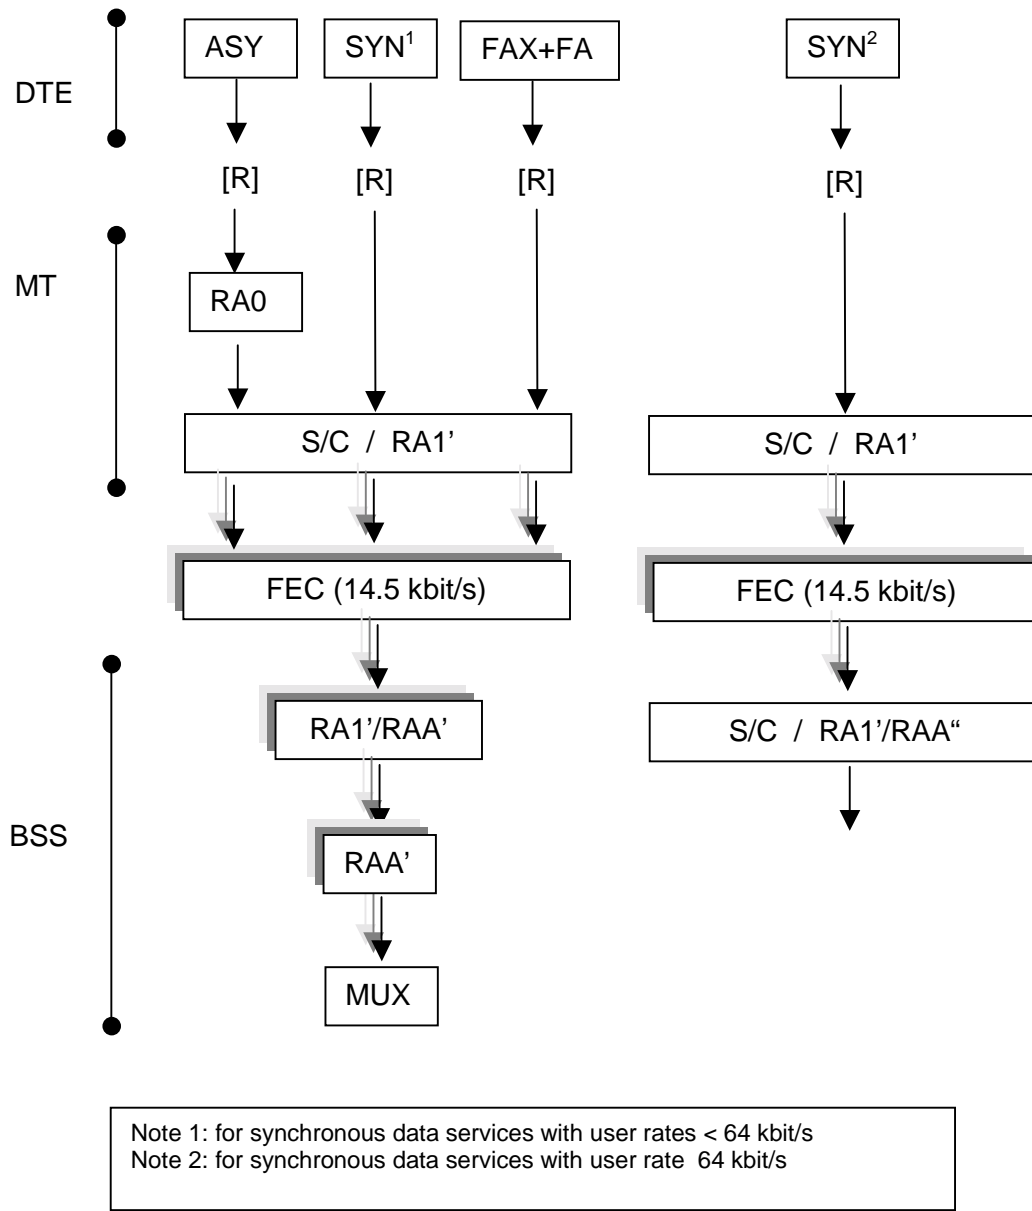 ASY SYN¹ FAX+FA SYN²
DTE
[R] [R] [R] [R]
MT
RA0
S/C / RA1’ S/C / RA1’
FEC (14.5 kbit/s) FEC (14.5 kbit/s)
RA1’/RAA’ S/C / RA1’/RAA“
BSS
RAA’
MUX
Note 1: for synchronous data services with user rates < 64 kbit/s
Note 2: for synchronous data services with user rate 64 kbit/s